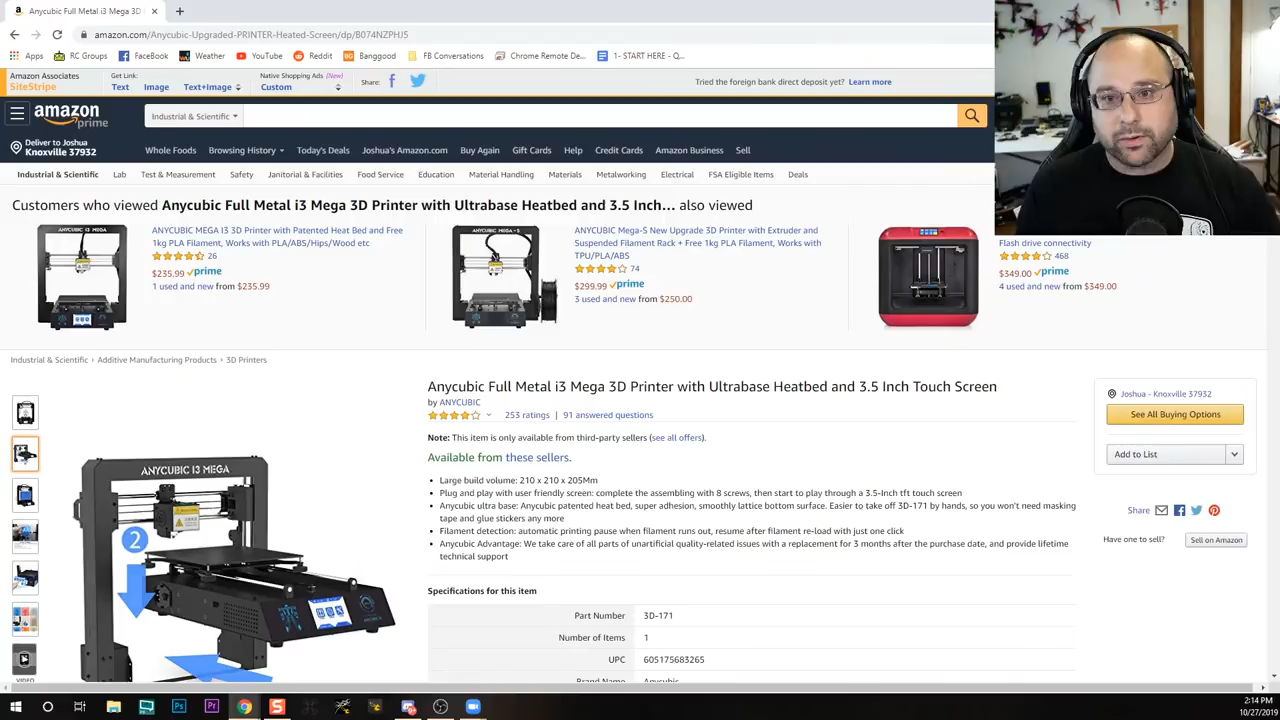 Anycubic Full Metal i3 Mega 3D
amazon.com/Anycubic-Upgraded-PRINTER-Heated-Screen/dp/B074NZPHJ5
Apps RC Groups FaceBook Weather YouTube Reddit Banggood FB Conversations Chrome Remote De... 1- START HERE - Q...
Amazon Associates
SiteStripe
Get Link:
Text Image Text+Image
Native Shopping Ads (New)
Custom
Share:
Tried the foreign bank direct deposit yet? Learn more
amazon prime
Industrial & Scientific
Deliver to Joshua
Knoxville 37932
Whole Foods Browsing History Today's Deals Joshua's Amazon.com Buy Again Gift Cards Help Credit Cards Amazon Business Sell
Industrial & Scientific Lab Test & Measurement Safety Janitorial & Facilities Food Service Education Material Handling Materials Metalworking Electrical FSA Eligible Items Deals
Customers who viewed Anycubic Full Metal i3 Mega 3D Printer with Ultrabase Heatbed and 3.5 Inch... also viewed
ANYCUBIC MEGA I3 3D Printer with Patented Heat Bed and Free
1kg PLA Filament, Works with PLA/ABS/Hips/Wood etc
26
$235.99 prime
1 used and new from $235.99
ANYCUBIC Mega-S New Upgrade 3D Printer with Extruder and
Suspended Filament Rack + Free 1kg PLA Filament, Works with
TPU/PLA/ABS
74
$299.99 prime
3 used and new from $250.00
Flash drive connectivity
468
$349.00 prime
4 used and new from $349.00
Industrial & Scientific › Additive Manufacturing Products › 3D Printers
ANYCUBIC I3 MEGA
2
VIDEO
Anycubic Full Metal i3 Mega 3D Printer with Ultrabase Heatbed and 3.5 Inch Touch Screen
by ANYCUBIC
253 ratings | 91 answered questions
Note: This item is only available from third-party sellers (see all offers).
Available from these sellers.
• Large build volume: 210 x 210 x 205Mm
• Plug and play with user friendly screen: complete the assembling with 8 screws, then start to play through a 3.5-Inch tft touch screen
• Anycubic ultra base: Anycubic patented heat bed, super adhesion, smoothly lattice bottom surface. Easier to take off 3D-171 by hands, so you won't need masking
tape and glue stickers any more
• Filament detection: automatic printing pause when filament runs out, resume after filament re-load with just one click
• Anycubic Advantage: We take care of all parts of unartificial quality-related issues with a replacement for 3 months after the purchase date, and provide lifetime
technical support
Specifications for this item
Part Number 3D-171
Number of Items 1
UPC 605175683265
Brand Name Anycubic
Joshua - Knoxville 37932
See All Buying Options
Add to List
Share
Have one to sell? Sell on Amazon
2:14 PM
10/27/2019